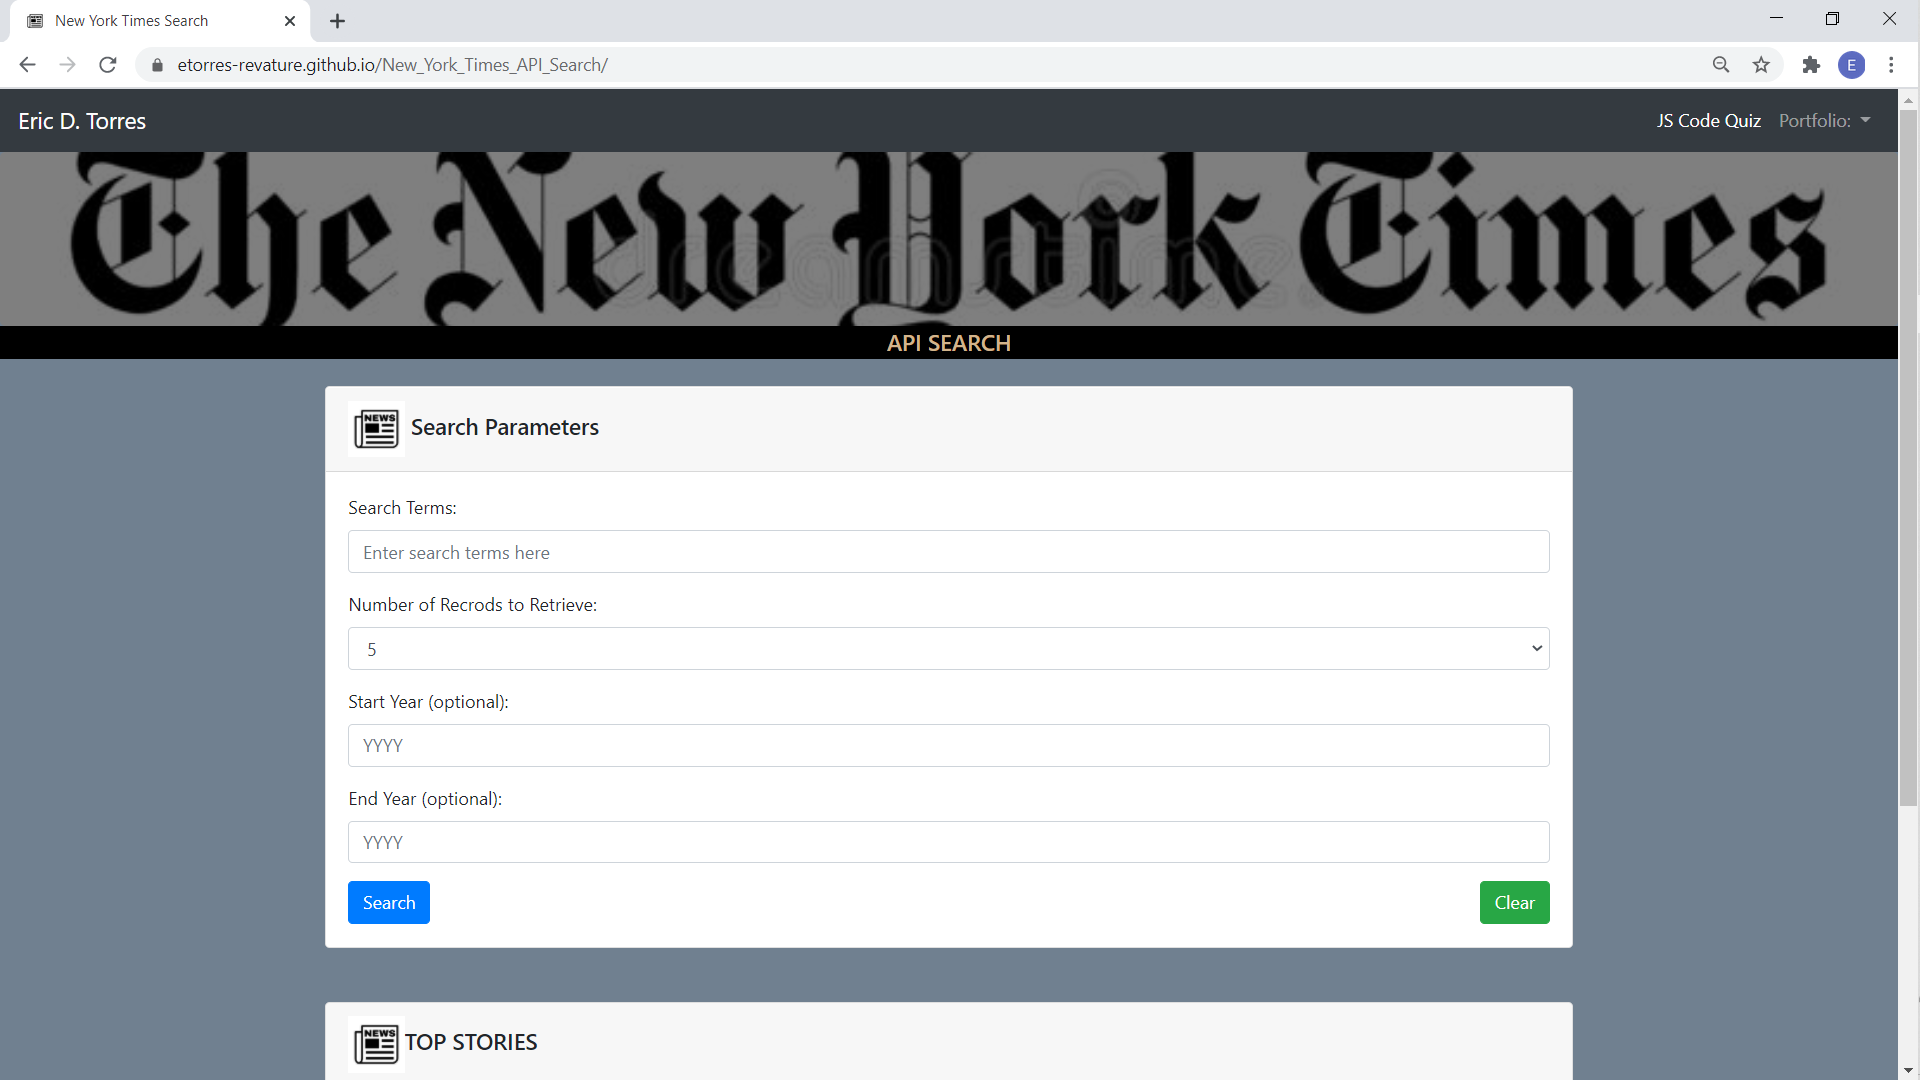 New York Times Search
etorres-revature.github.io/New_York_Times_API_Search/
E
Eric D. Torres
JS Code Quiz
Portfolio:
The New York Times
dreamstime
API SEARCH
NEWS
Search Parameters
Search Terms:
Enter search terms here
Number of Recrods to Retrieve:
5
Start Year (optional):
YYYY
End Year (optional):
YYYY
Search
Clear
NEWS
TOP STORIES